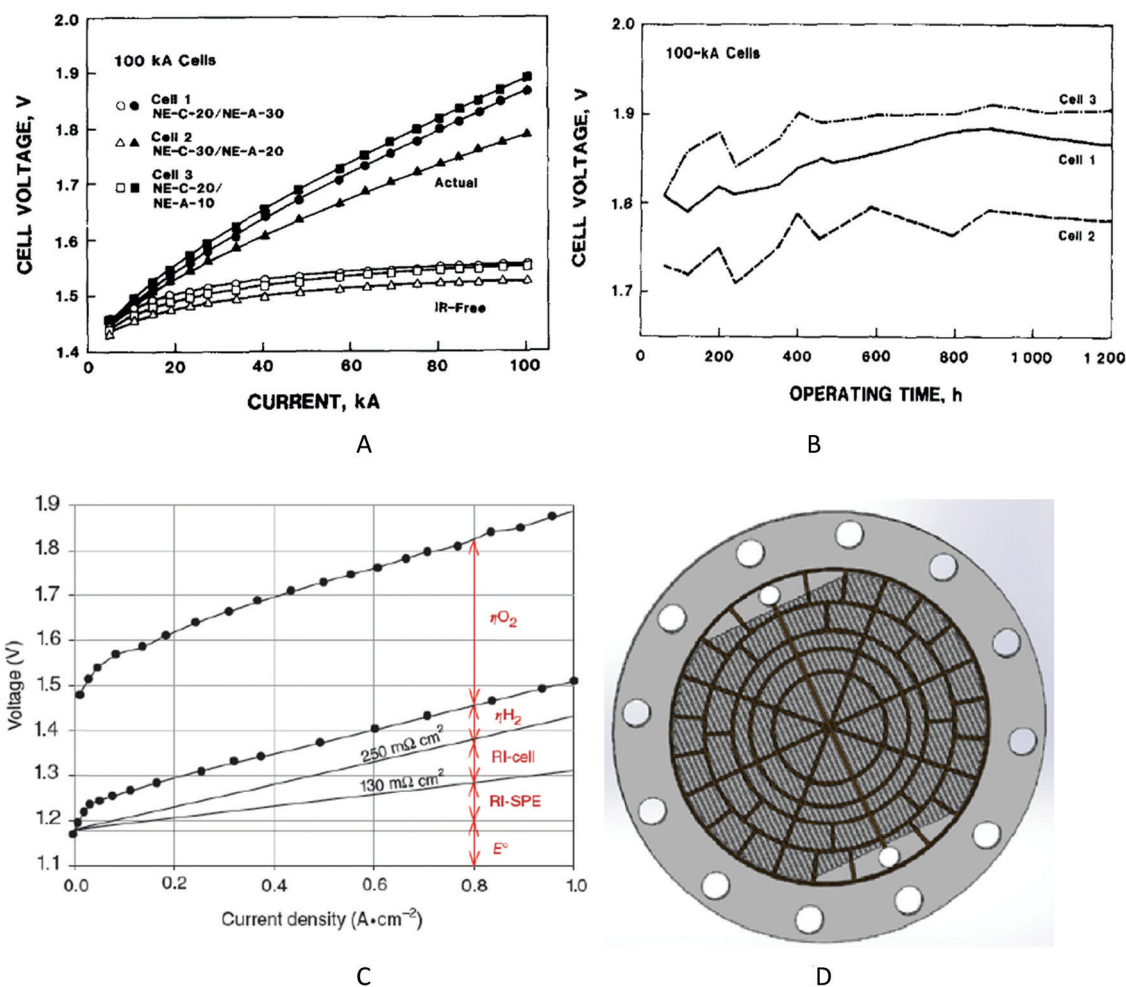 2.0
1.9
1.8
1.7
1.6
1.5
1.4
CELL VOLTAGE, V
100 kA Cells
Cell 1
NE-C-20/NE-A-30
Cell 2
NE-C-30/NE-A-20
Cell 3
NE-C-20/
NE-A-10
Actual
IR-Free
0 20 40 60 80 100
CURRENT, kA
A
2.0
1.9
1.8
1.7
CELL VOLTAGE, V
100-kA Cells
Cell 3
Cell 1
Cell 2
0 200 400 600 800 1 000 1 200
OPERATING TIME, h
B
1.9
1.8
1.7
1.6
1.5
1.4
1.3
1.2
1.1
Voltage (V)
ηO₂
ηH₂
250 mΩ cm²
RI-cell
130 mΩ cm²
RI-SPE
E°
0.0 0.2 0.4 0.6 0.8 1.0
Current density (A•cm⁻²)
C
D